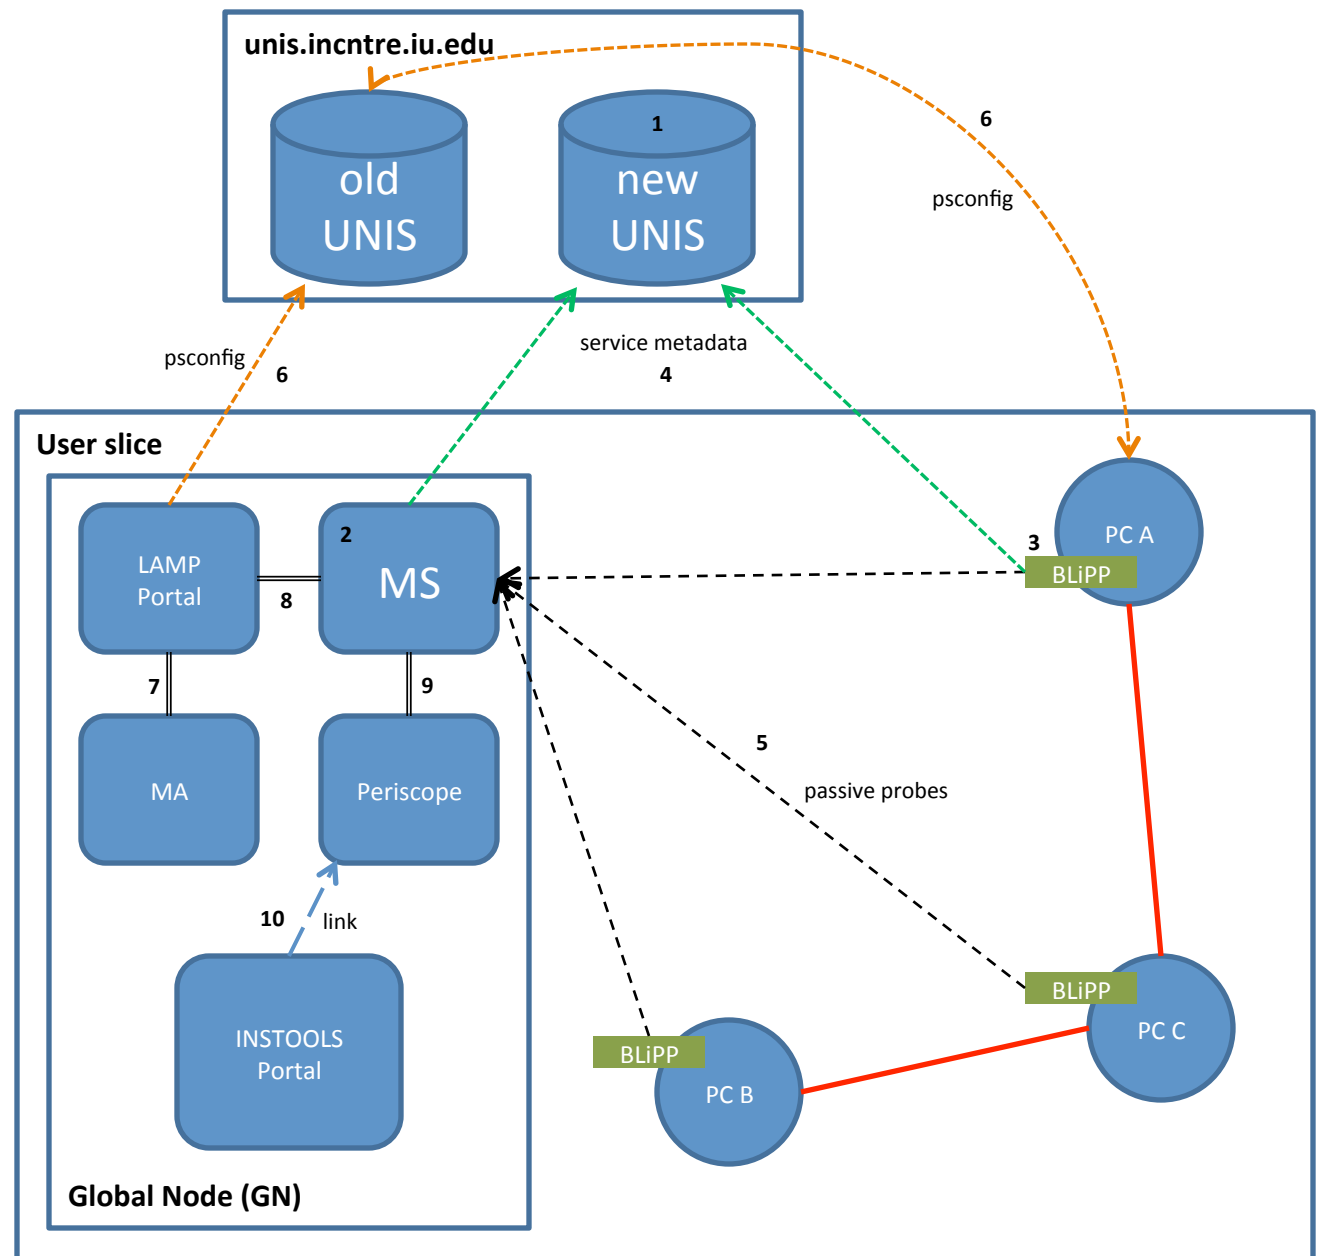 unis.incntre.iu.edu
old
UNIS
1
new
UNIS
6
psconfig
psconfig
6
service metadata
4
User slice
LAMP
Portal
8
2
MS
3
PC A
BLiPP
7
9
MA
Periscope
5
passive probes
10
link
INSTOOLS
Portal
BLiPP
PC B
BLiPP
PC C
Global Node (GN)